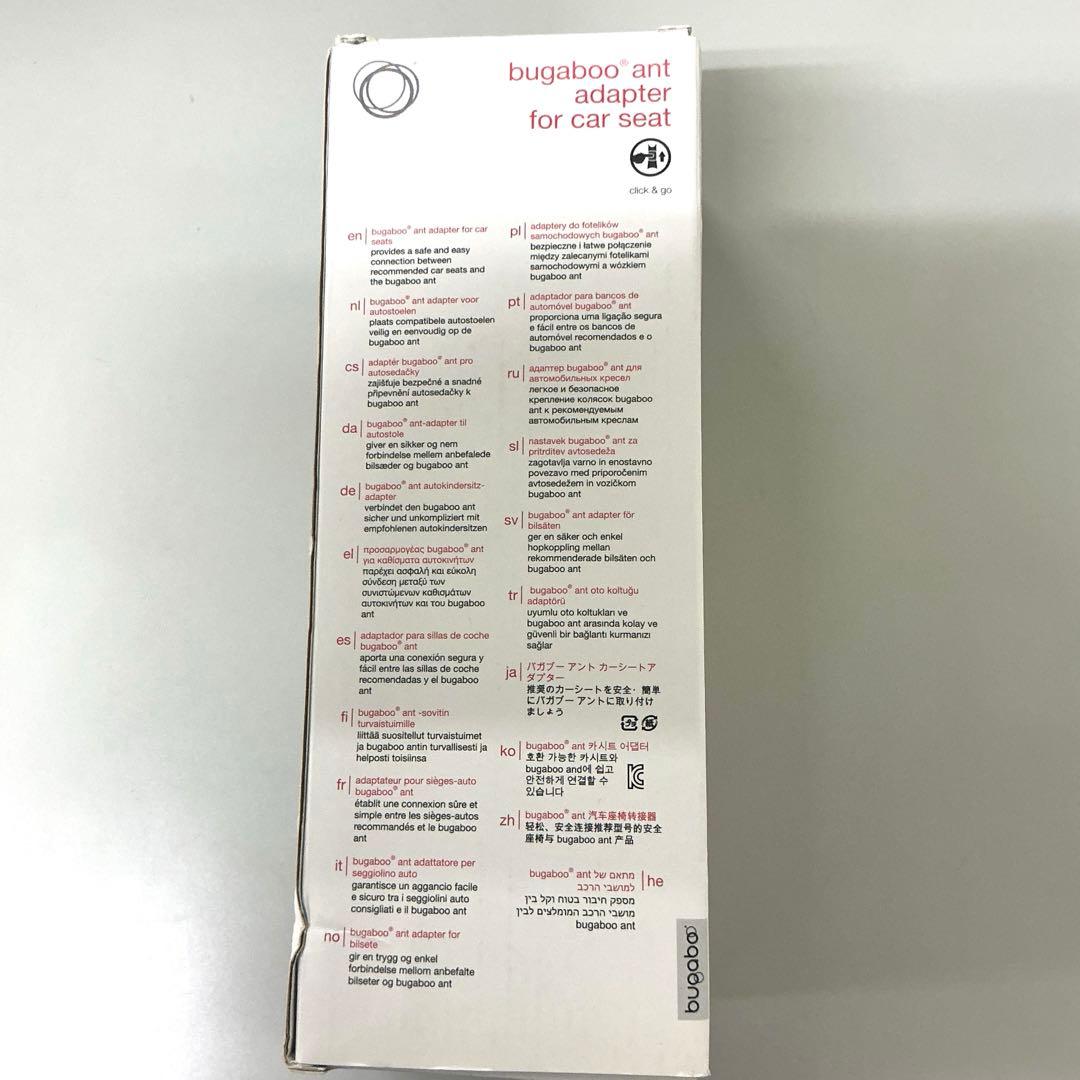 bugaboo® ant
adapter
for car seat
click & go
en
bugaboo® ant adapter for car
seats
provides a safe and easy
connection between
recommended car seats and
the bugaboo ant
nl
bugaboo® ant adapter voor
autostoelen
plaats compatibele autostoelen
veilig en eenvoudig op de
bugaboo ant
cs
adaptér bugaboo® ant pro
autosedačky
zajišťuje bezpečné a snadné
připevnění autosedačky k
bugaboo ant
da
bugaboo® ant-adapter til
autostole
giver en sikker og nem
forbindelse mellem anbefalede
bilsæder og bugaboo ant
de
bugaboo® ant autokindersitz-
adapter
verbindet den bugaboo ant
sicher und unkompliziert mit
empfohlenen autokindersitzen
el
προσαρμογέας bugaboo® ant
για καθίσματα αυτοκινήτων
παρέχει ασφαλή και εύκολη
σύνδεση μεταξύ των
συνιστώμενων καθισμάτων
αυτοκινήτων και του bugaboo
ant
es
adaptador para sillas de coche
bugaboo® ant
aporta una conexión segura y
fácil entre las sillas de coche
recomendadas y el bugaboo
ant
fi
bugaboo® ant -sovitin
turvaistuimille
liittää suositellut turvaistuimet
ja bugaboo antin turvallisesti ja
helposti toisiinsa
fr
adaptateur pour sièges-auto
bugaboo® ant
établit une connexion sûre et
simple entre les sièges-autos
recommandés et le bugaboo
ant
it
bugaboo® ant adattatore per
seggiolino auto
garantisce un aggancio facile
e sicuro tra i seggiolini auto
consigliati e il bugaboo ant
no
bugaboo® ant adapter for
bilsete
gir en trygg og enkel
forbindelse mellom anbefalte
bilseter og bugaboo ant
pl
adaptery do fotelików
samochodowych bugaboo® ant
bezpieczne i łatwe połączenie
między zalecanymi fotelikami
samochodowymi a wózkiem
bugaboo ant
pt
adaptador para bancos de
automóvel bugaboo® ant
proporciona uma ligação segura
e fácil entre os bancos de
automóvel recomendados e o
bugaboo ant
ru
адаптер bugaboo® ant для
автомобильных кресел
легкое и безопасное
крепление колясок bugaboo
ant к рекомендуемым
автомобильным креслам
sl
nastavek bugaboo® ant za
pritrditev avtosedeža
zagotavlja varno in enostavno
povezavo med priporočenim
avtosedežem in vozičkom
bugaboo ant
sv
bugaboo® ant adapter för
bilsäten
ger en säker och enkel
hopkoppling mellan
rekommenderade bilsäten och
bugaboo ant
tr
bugaboo® ant oto koltuğu
adaptörü
uyumlu oto koltukları ve
bugaboo ant arasında kolay ve
güvenli bir bağlantı kurmanızı
sağlar
ja
バガブー アント カーシートア
ダプター
推奨のカーシートを安全・簡単
にバガブー アントに取り付け
ましょう
プラ 紙
ko
bugaboo® ant 카시트 어댑터
호환 가능한 카시트와
bugaboo and에 쉽고
안전하게 연결할 수
있습니다
zh
bugaboo® ant 汽车座椅转接器
轻松、安全连接推荐型号的安全
座椅与 bugaboo ant 产品
he
מתאם של bugaboo® ant
למושבי הרכב
מספק חיבור בטוח וקל בין
מושבי הרכב המומלצים לבין
bugaboo ant
bugaboo®